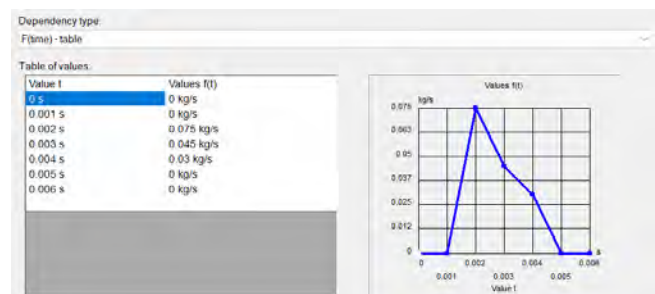 Dependency type:
F(time) - table
Table of values:
Value t Values f(t)
0 s 0 kg/s
0.001 s 0 kg/s
0.002 s 0.075 kg/s
0.003 s 0.045 kg/s
0.004 s 0.03 kg/s
0.005 s 0 kg/s
0.006 s 0 kg/s
Values f(t)
kg/s
0.075
0.063
0.05
0.037
0.025
0.012
0
s
0 0.002 0.004 0.006
0.001 0.003 0.005
Value t